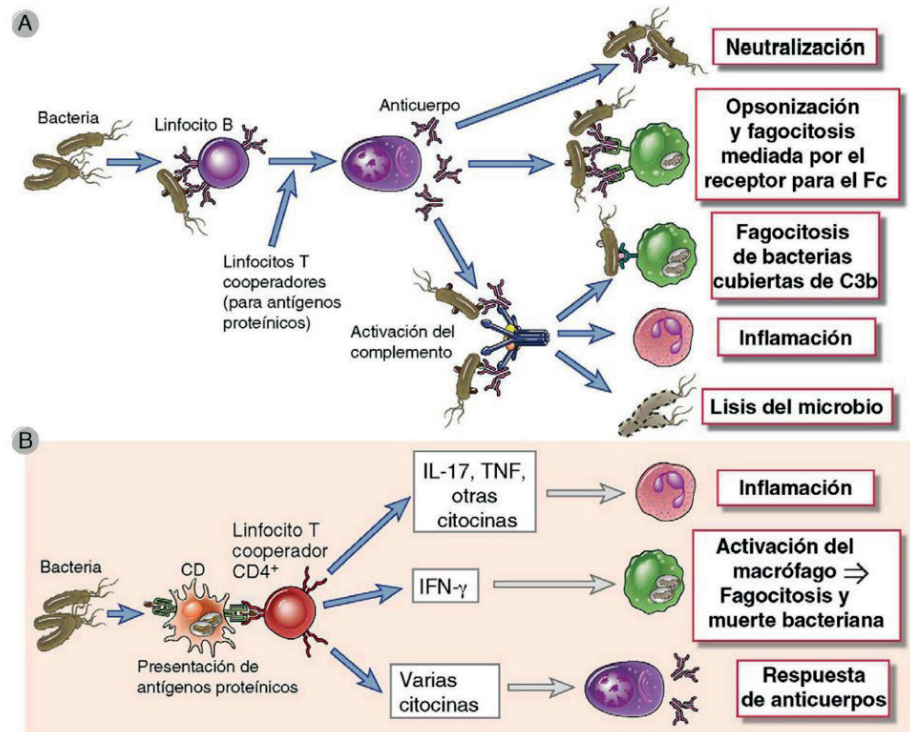 A
Bacteria
Linfocito B
Anticuerpo
Linfocitos T
cooperadores
(para antígenos
proteínicos)
Activación del
complemento
Neutralización
Opsonización
y fagocitosis
mediada por el
receptor para el Fc
Fagocitosis
de bacterias
cubiertas de C3b
Inflamación
Lisis del microbio
B
Bacteria
CD
Presentación de
antígenos proteínicos
Linfocito T
cooperador
CD4+
IL-17, TNF,
otras
citocinas
Inflamación
IFN-γ
Activación del
macrófago ⇒
Fagocitosis y
muerte bacteriana
Varias
citocinas
Respuesta
de anticuerpos